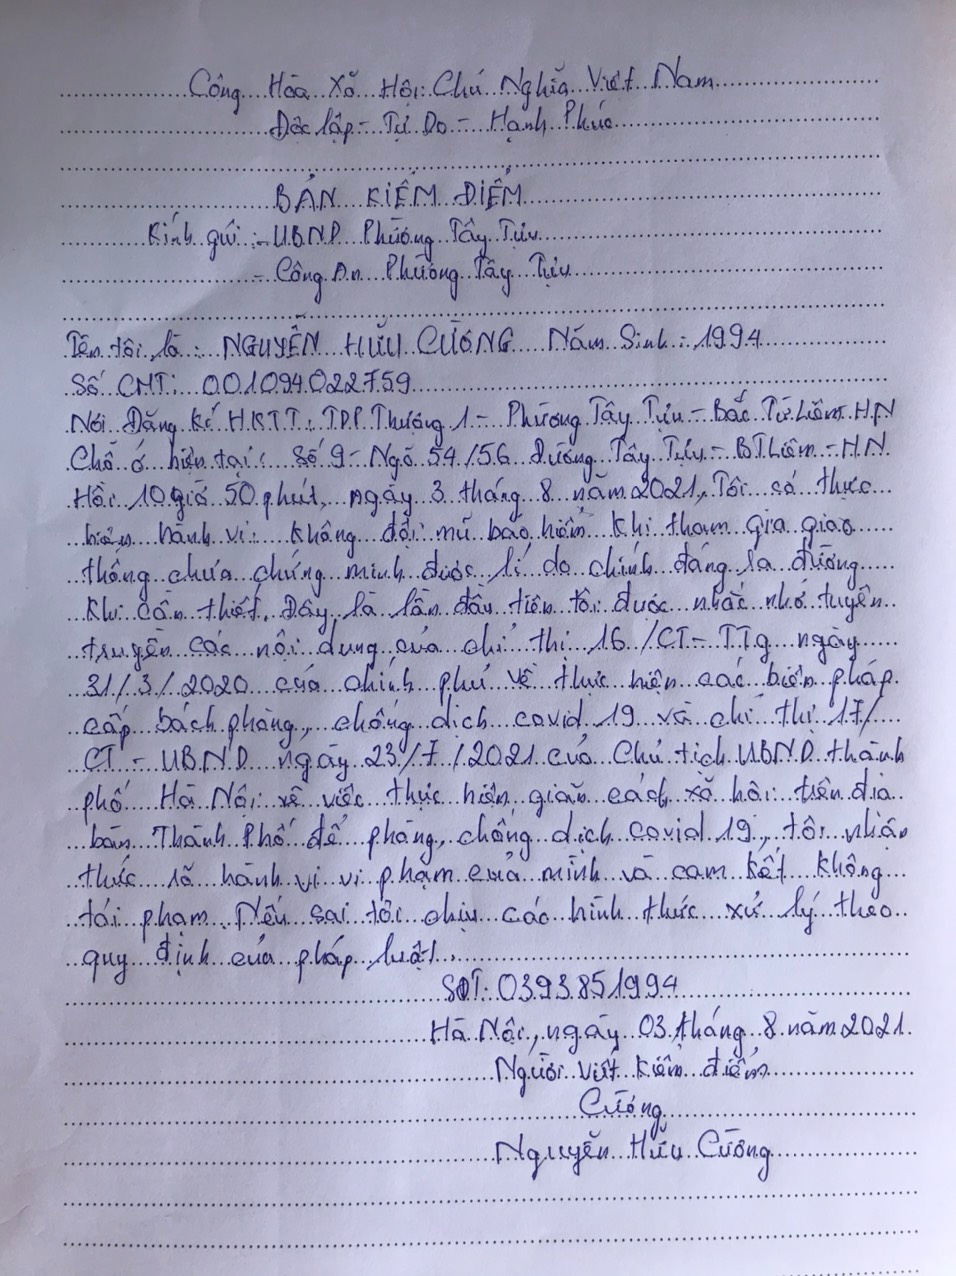 Công Hòa Xã Hội Chủ Nghĩa Việt Nam
Độc lập - Tự Do - Hạnh Phúc
BẢN KIỂM ĐIỂM
Kính gửi : - U.B.N.D Phường Tây Tựu
- Công An Phường Tây Tựu
Tên tôi là : NGUYỄN HỮU CƯỜNG Năm Sinh : 1994
Số CMT: 001094022759
Nơi Đăng Kí HKTT: TDP Thượng 1 - Phường Tây Tựu - Bắc Từ Liêm HN
Chỗ ở hiện tại : Số 9 - Ngõ 54/56 Đường Tây Tựu - BT Liêm - HN
Hồi 10 giờ 50 phút, ngày 3 tháng 8 năm 2021, Tôi có thực
hiện hành vi: Không đội mũ bảo hiểm khi tham gia giao
thông chưa chứng minh được lí do chính đáng ra đường
Khi cần thiết, Đây là lần đầu tiên tôi được nhắc nhở tuyên
truyền các nội dung của chỉ thị 16/CT-TTg ngày
31/3/2020 của chính phủ về thực hiện các biện pháp
cấp bách phòng, chống dịch covid 19 và chỉ thị 17/
CT - UBND ngày 23/7/2021 của Chủ tịch UBND thành
phố Hà Nội về việc thực hiện giãn cách xã hội trên địa
bàn Thành Phố để phòng, chống dịch covid 19, tôi nhận
thức rõ hành vi vi phạm của mình và cam kết không
tái phạm. Nếu sai tôi chịu các hình thức xử lý theo
quy định của pháp luật.
SĐT: 0393851994
Hà Nội, ngày 03 tháng 8 năm 2021.
Người viết kiểm điểm
Cường
Nguyễn Hữu Cường